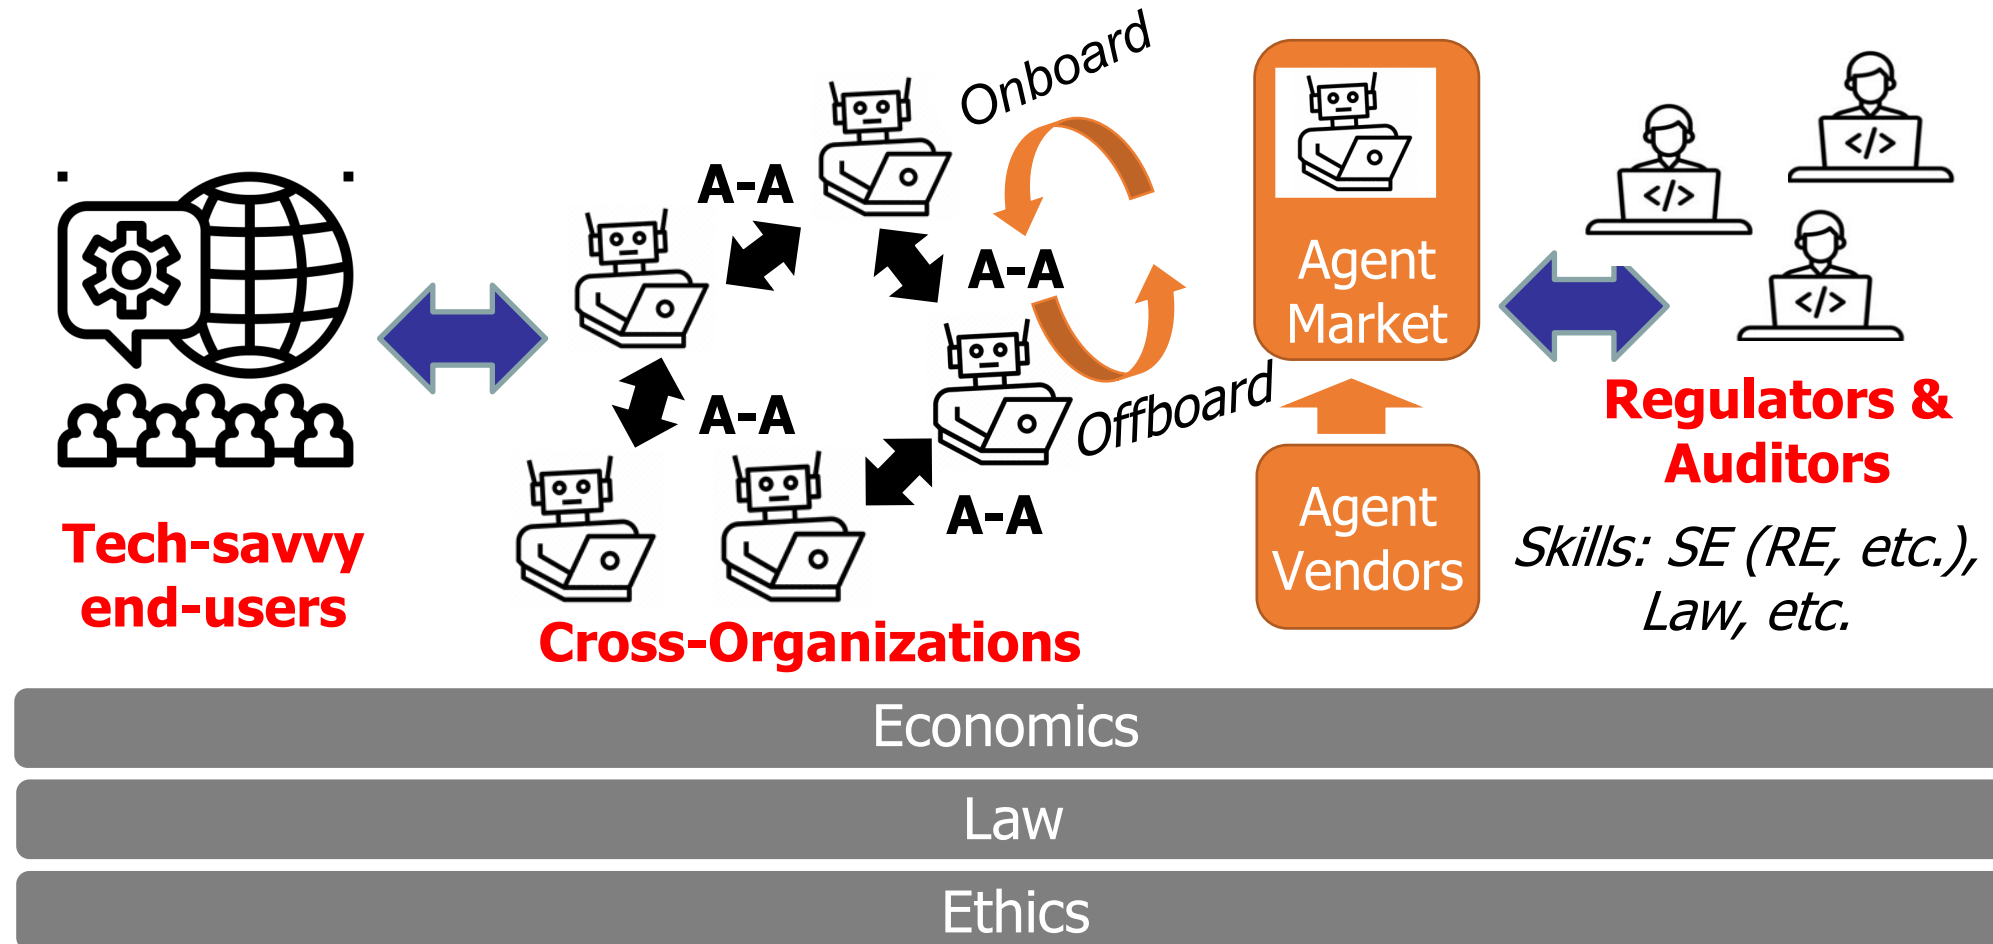 Onboard
A-A
A-A
A-A
A-A
Offboard
Agent
Market
Agent
Vendors
</>
</>
</>
Regulators &
Auditors
Skills: SE (RE, etc.),
Law, etc.
Tech-savvy
end-users
Cross-Organizations
Economics
Law
Ethics